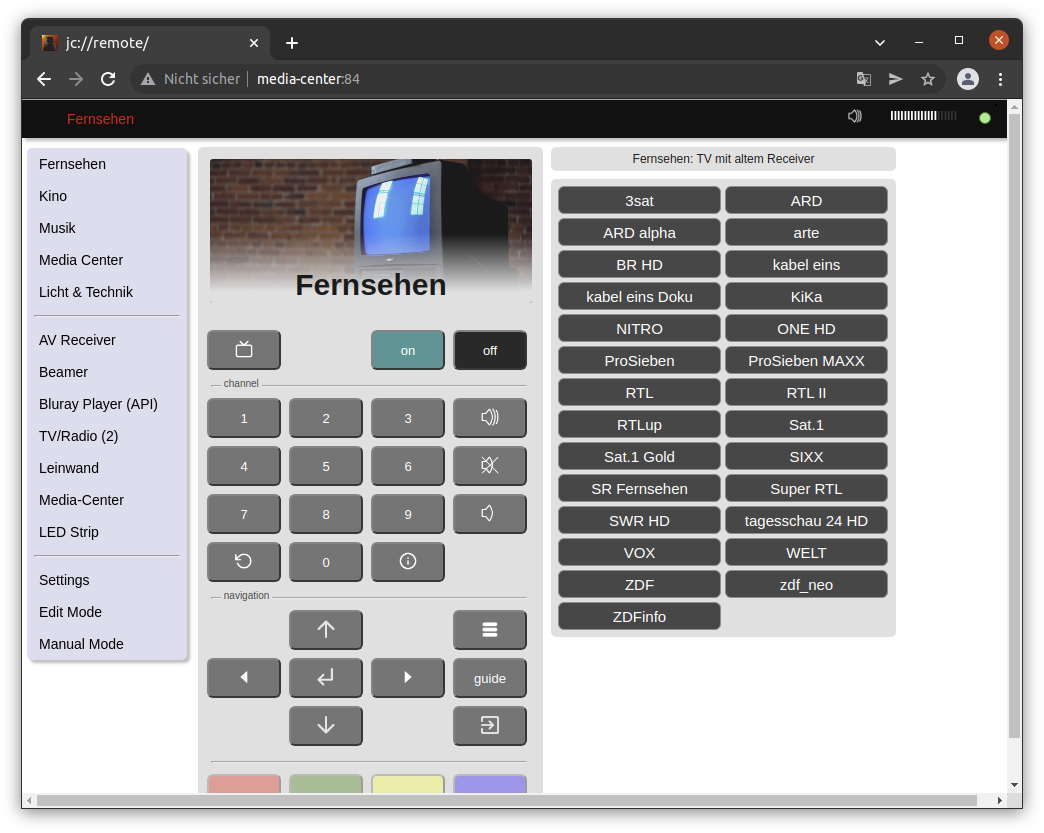 jc://remote/
Nicht sicher media-center:84
Fernsehen
Fernsehen
Kino
Musik
Media Center
Licht & Technik
AV Receiver
Beamer
Bluray Player (API)
TV/Radio (2)
Leinwand
Media-Center
LED Strip
Settings
Edit Mode
Manual Mode
Fernsehen
on off
channel
1 2 3
4 5 6
7 8 9
0
navigation
guide
Fernsehen: TV mit altem Receiver
3sat ARD
ARD alpha arte
BR HD kabel eins
kabel eins Doku KiKa
NITRO ONE HD
ProSieben ProSieben MAXX
RTL RTL II
RTLup Sat.1
Sat.1 Gold SIXX
SR Fernsehen Super RTL
SWR HD tagesschau 24 HD
VOX WELT
ZDF zdf_neo
ZDFinfo